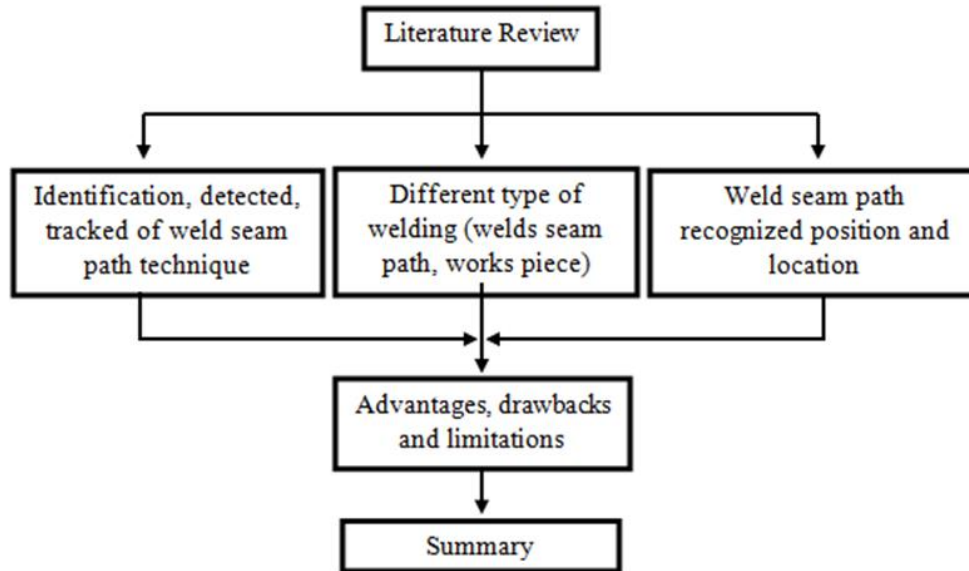 Literature Review
Identification, detected,
tracked of weld seam
path technique
Different type of
welding (welds seam
path, works piece)
Weld seam path
recognized position and
location
Advantages, drawbacks
and limitations
Summary